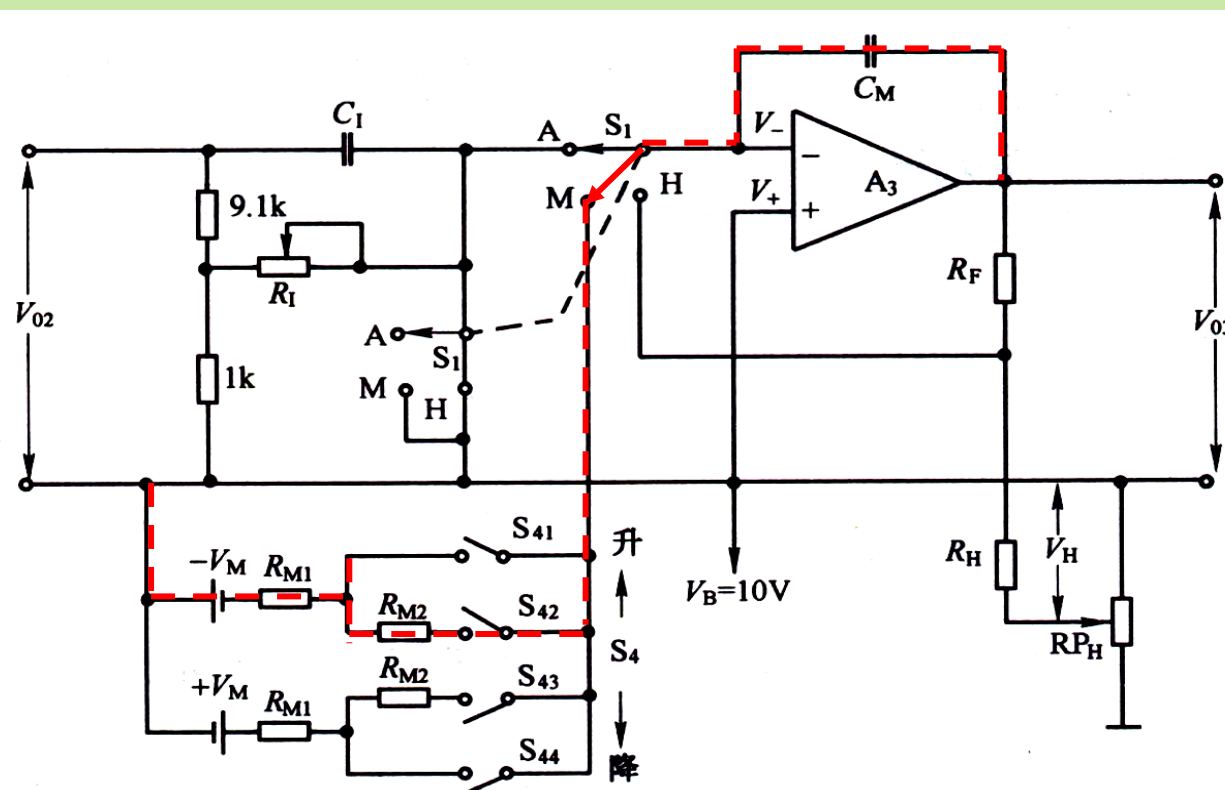 C_M
C_I
A
S_1
V_-
−
A_3
M
H
V_+
+
9.1k
R_F
R_I
V_02
V_03
A
S_1
1k
M
H
S_41
升
−V_M
R_M1
R_H
V_H
V_B=10V
R_M2
S_42
RP_H
S_4
R_M2
+V_M
S_43
R_M1
S_44
降